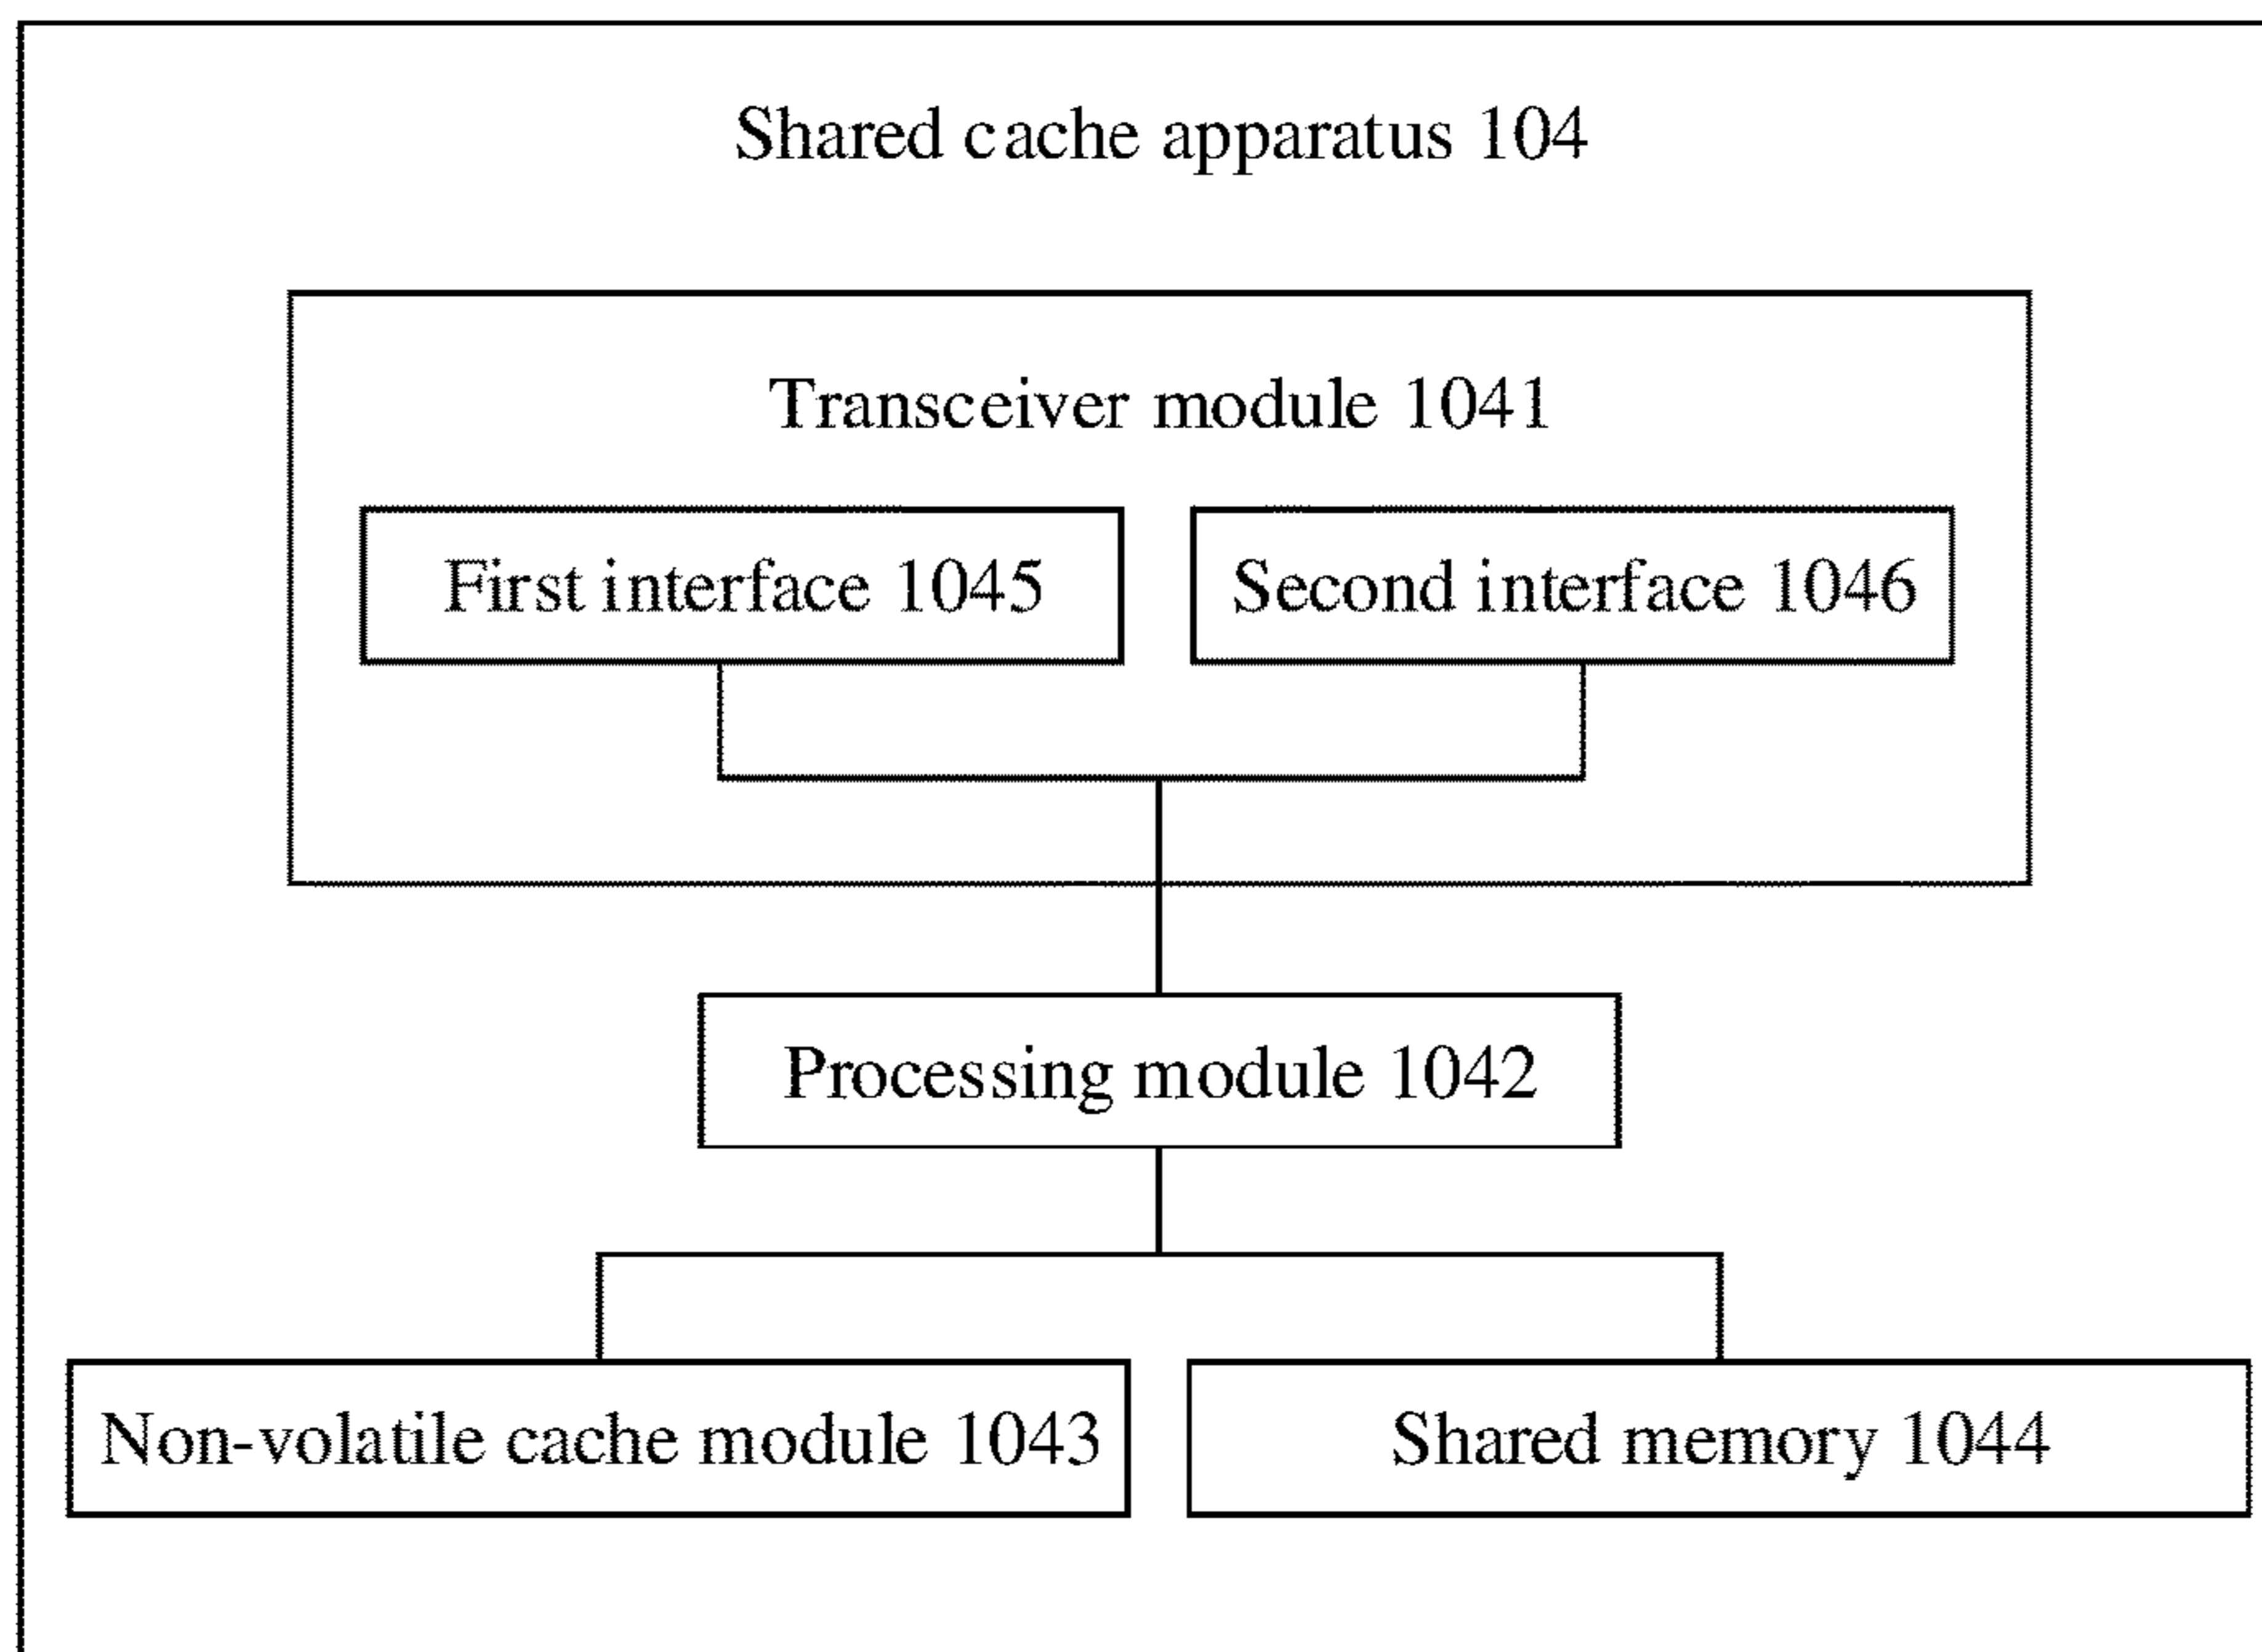 Shared cache apparatus 104
Transceiver module 1041
First interface 1045
Second interface 1046
Processing module 1042
Non-volatile cache module 1043
Shared memory 1044